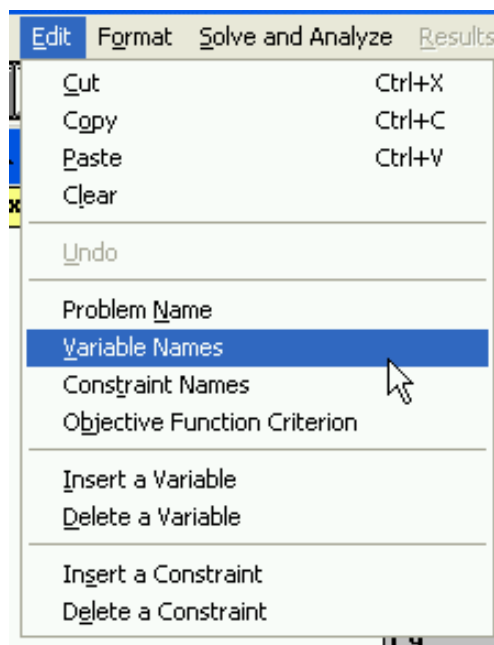 Edit Format Solve and Analyze Results
Cut Ctrl+X
Copy Ctrl+C
Paste Ctrl+V
Clear
Undo
Problem Name
Variable Names
Constraint Names
Objective Function Criterion
Insert a Variable
Delete a Variable
Insert a Constraint
Delete a Constraint